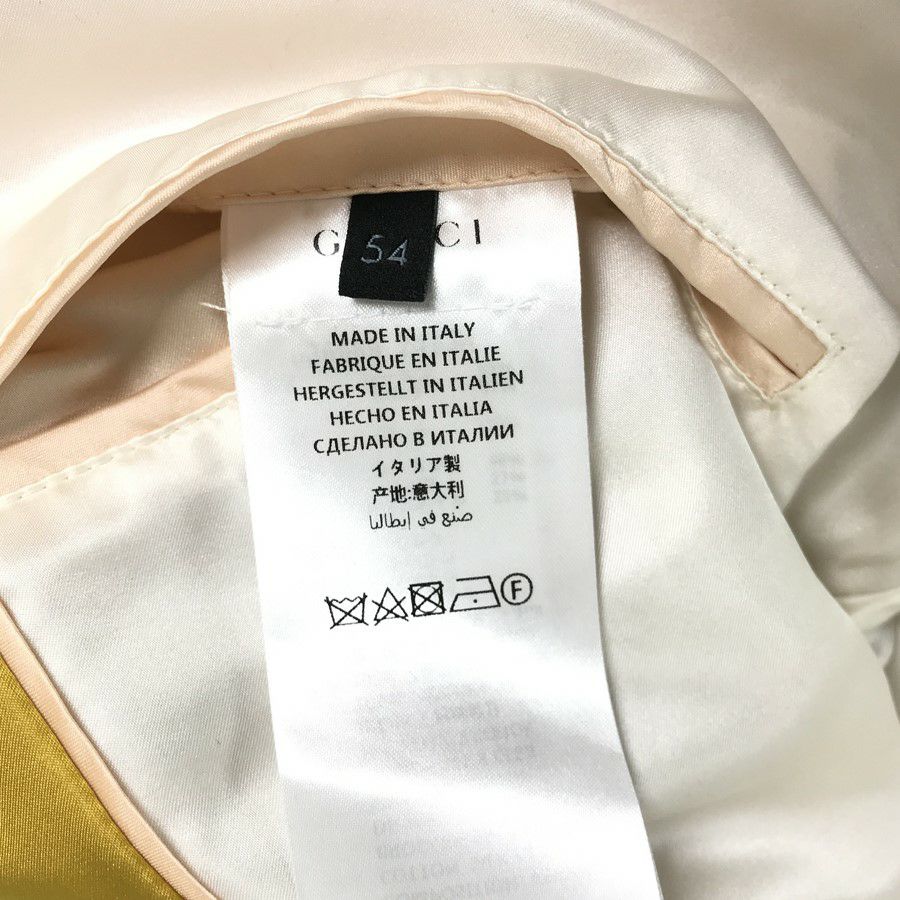 G CI
54
MADE IN ITALY
FABRIQUE EN ITALIE
HERGESTELLT IN ITALIEN
HECHO EN ITALIA
СДЕЛАНО В ИТАЛИИ
イタリア製
产地:意大利
صنع في إيطاليا
F